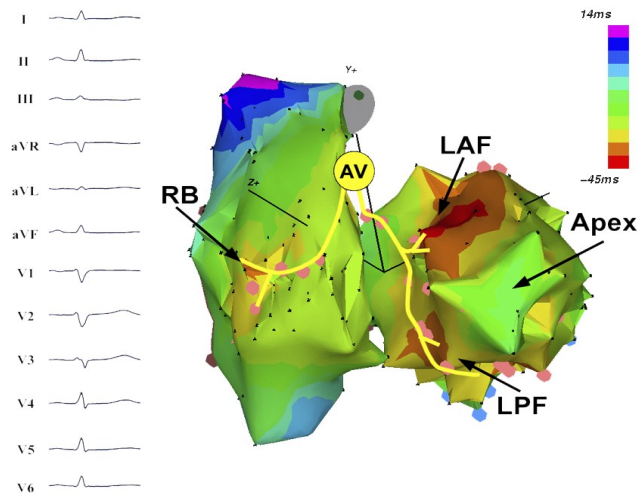 I
II
III
aVR
aVL
aVF
V1
V2
V3
V4
V5
V6
14ms
-45ms
Y+
Z+
AV
RB
LAF
Apex
LPF